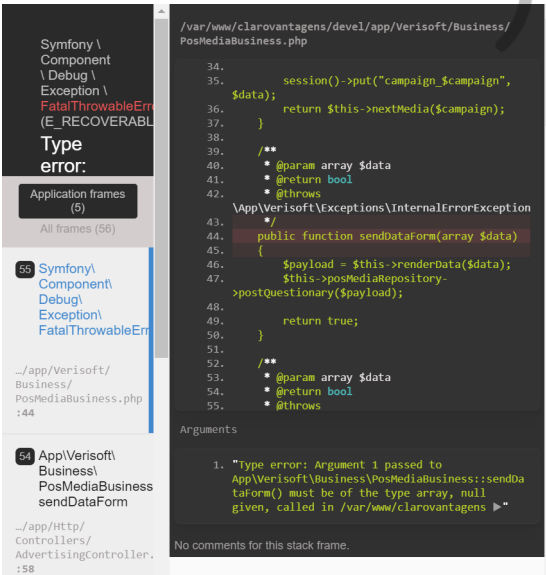 Symfony \
Component
\ Debug \
Exception \
FatalThrowableErro
(E_RECOVERABL
Type
error:
Application frames
(5)
All frames (56)
55 Symfony\
Component\
Debug\
Exception\
FatalThrowableErr
…/app/Verisoft/
Business/
PosMediaBusiness.php
:44
54 App\Verisoft\
Business\
PosMediaBusiness
sendDataForm
…/app/Http/
Controllers/
AdvertisingController.
:58
/var/www/clarovantagens/devel/app/Verisoft/Business/
PosMediaBusiness.php
34.
35. session()->put("campaign_$campaign",
$data);
36. return $this->nextMedia($campaign);
37. }
38.
39. /**
40. * @param array $data
41. * @return bool
42. * @throws
\App\Verisoft\Exceptions\InternalErrorException
43. */
44. public function sendDataForm(array $data)
45. {
46. $payload = $this->renderData($data);
47. $this->posMediaRepository-
>postQuestionary($payload);
48.
49. return true;
50. }
51.
52. /**
53. * @param array $data
54. * @return bool
55. * @throws
Arguments
1. "Type error: Argument 1 passed to
App\Verisoft\Business\PosMediaBusiness::sendDa
taForm() must be of the type array, null
given, called in /var/www/clarovantagens ▶"
No comments for this stack frame.